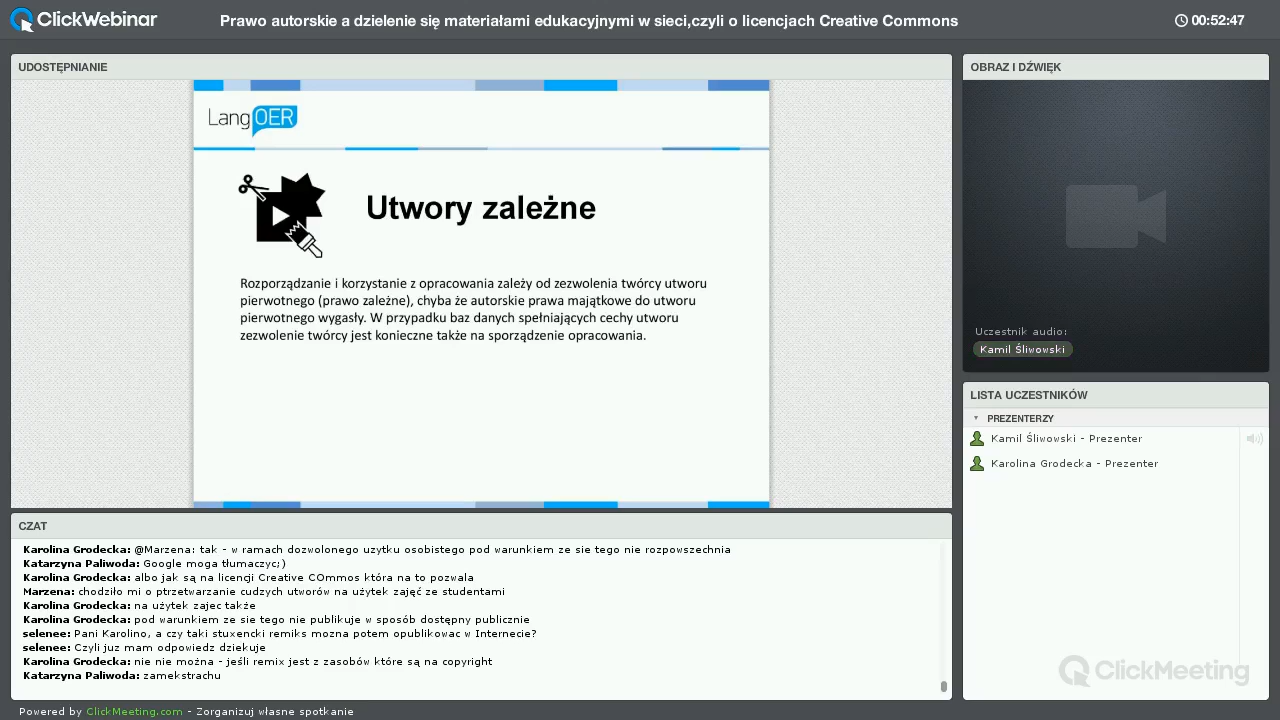 ClickWebinar
Prawo autorskie a dzielenie się materiałami edukacyjnymi w sieci,czyli o licencjach Creative Commons
00:52:47
UDOSTĘPNIANIE
LangOER
Utwory zależne
Rozporządzanie i korzystanie z opracowania zależy od zezwolenia twórcy utworu
pierwotnego (prawo zależne), chyba że autorskie prawa majątkowe do utworu
pierwotnego wygasły. W przypadku baz danych spełniających cechy utworu
zezwolenie twórcy jest konieczne także na sporządzenie opracowania.
OBRAZ I DŹWIĘK
Uczestnik audio:
Kamil Śliwowski
LISTA UCZESTNIKÓW
PREZENTERZY
Kamil Śliwowski - Prezenter
Karolina Grodecka - Prezenter
CZAT
Karolina Grodecka: @Marzena: tak - w ramach dozwolonego uzytku osobistego pod warunkiem ze sie tego nie rozpowszechnia
Katarzyna Paliwoda: Google moga tłumaczyc;)
Karolina Grodecka: albo jak są na licencji Creative COmmos która na to pozwala
Marzena: chodziło mi o ptrzetwarzanie cudzych utworów na użytek zajęć ze studentami
Karolina Grodecka: na użytek zajec także
Karolina Grodecka: pod warunkiem ze sie tego nie publikuje w sposób dostępny publicznie
selenee: Pani Karolino, a czy taki stuxencki remiks mozna potem opublikowac w Internecie?
selenee: Czyli juz mam odpowiedz dziekuje
Karolina Grodecka: nie nie można - jeśli remix jest z zasobów które są na copyright
Katarzyna Paliwoda: zamekstrachu
ClickMeeting
Powered by ClickMeeting.com - Zorganizuj własne spotkanie